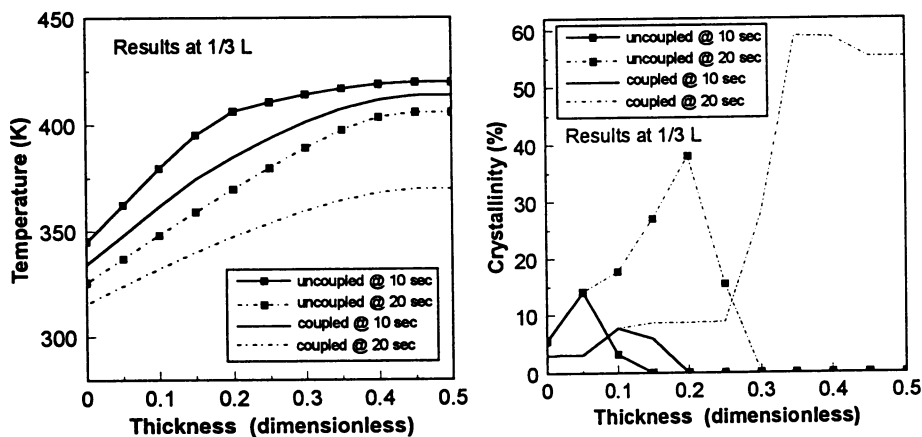 450
400
350
300
Temperature (K)
Results at 1/3 L
uncoupled @ 10 sec
uncoupled @ 20 sec
coupled @ 10 sec
coupled @ 20 sec
0 0.1 0.2 0.3 0.4 0.5
Thickness (dimensionless)
60
50
40
30
20
10
0
Crystallinity (%)
uncoupled @ 10 sec
uncoupled @ 20 sec
coupled @ 10 sec
coupled @ 20 sec
Results at 1/3 L
0 0.1 0.2 0.3 0.4 0.5
Thickness (dimensionless)